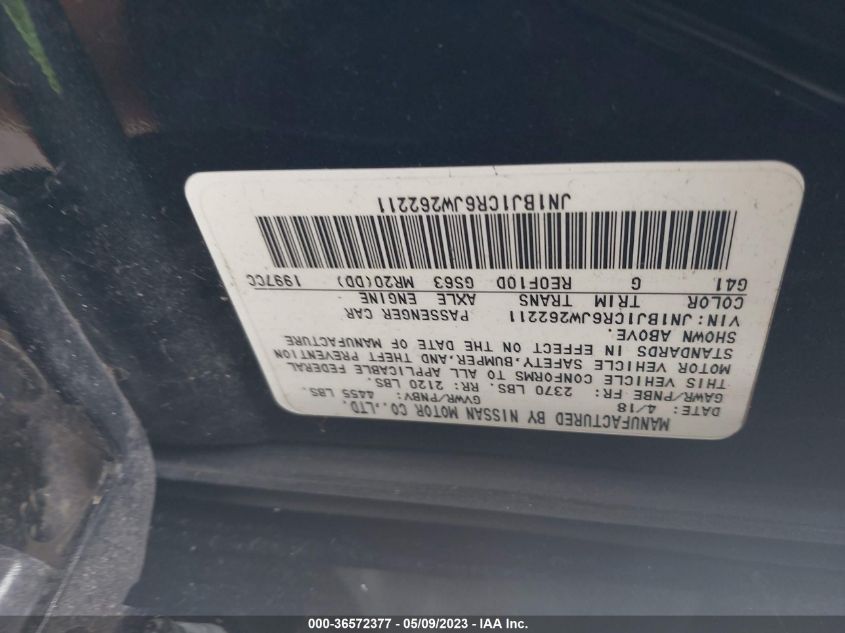 MANUFACTURED BY NISSAN MOTOR CO.,LTD.
DATE: 4/18 GVWR/PNBV: 4455 LBS.
GAWR/PNBE FR: 2370 LBS. RR: 2120 LBS.
THIS VEHICLE CONFORMS TO ALL APPLICABLE FEDERAL
MOTOR VEHICLE SAFETY, BUMPER, AND THEFT PREVENTION
STANDARDS IN EFFECT ON THE DATE OF MANUFACTURE
SHOWN ABOVE.
VIN: JN1BJ1CR6JW262211 PASSENGER CAR
COLOR TRIM TRANS AXLE ENGINE
G41 G RE0F10D GS63 MR20(DD) 1997CC
JN1BJ1CR6JW262211
000-36572377 - 05/09/2023 - IAA Inc.